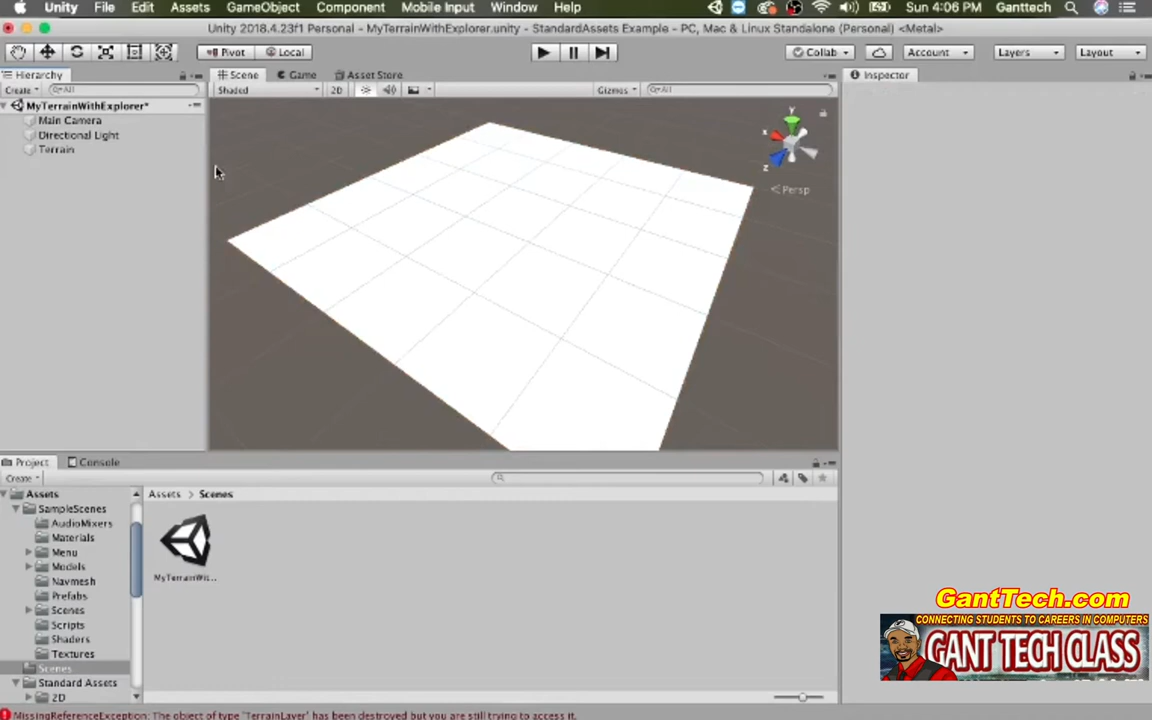 Unity File Edit Assets GameObject Component Mobile Input Window Help Sun 4:06 PM Ganttech
Unity 2018.4.23f1 Personal - MyTerrainWithExplorer.unity - StandardAssets Example - PC, Mac & Linux Standalone (Personal) <Metal>
Pivot Local Collab Account Layers Layout
Hierarchy Scene Game Asset Store Inspector
Create All Shaded 2D Gizmos All
MyTerrainWithExplorer*
Main Camera
Directional Light
Terrain
y
x
z
Persp
Project Console
Create
Assets Assets > Scenes
SampleScenes
AudioMixers
Materials
Menu
Models
Navmesh
Prefabs
Scenes
Scripts
Shaders
Textures
Scenes
Standard Assets
2D
MyTerrainWit...
GantTech.com
CONNECTING STUDENTS TO CAREERS IN COMPUTERS
GANT TECH CLASS
MissingReferenceException: The object of type 'TerrainLayer' has been destroyed but you are still trying to access it.